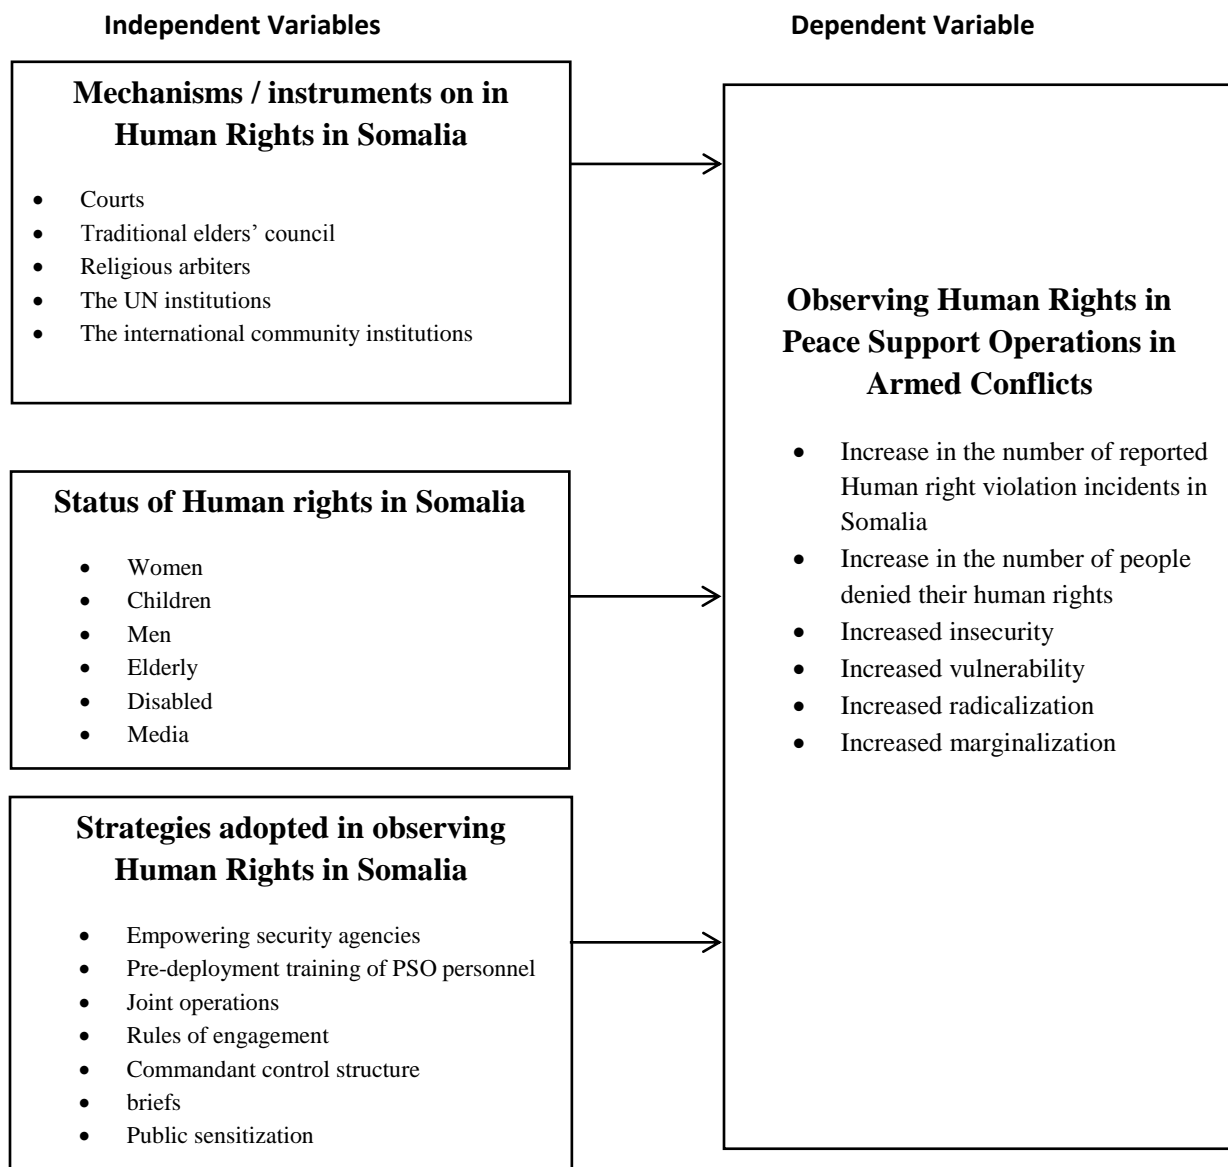 Independent Variables
Dependent Variable
Mechanisms / instruments on in
Human Rights in Somalia
• Courts
• Traditional elders’ council
• Religious arbiters
• The UN institutions
• The international community institutions
Status of Human rights in Somalia
• Women
• Children
• Men
• Elderly
• Disabled
• Media
Strategies adopted in observing
Human Rights in Somalia
• Empowering security agencies
• Pre-deployment training of PSO personnel
• Joint operations
• Rules of engagement
• Commandant control structure
• briefs
• Public sensitization
Observing Human Rights in
Peace Support Operations in
Armed Conflicts
• Increase in the number of reported
Human right violation incidents in
Somalia
• Increase in the number of people
denied their human rights
• Increased insecurity
• Increased vulnerability
• Increased radicalization
• Increased marginalization